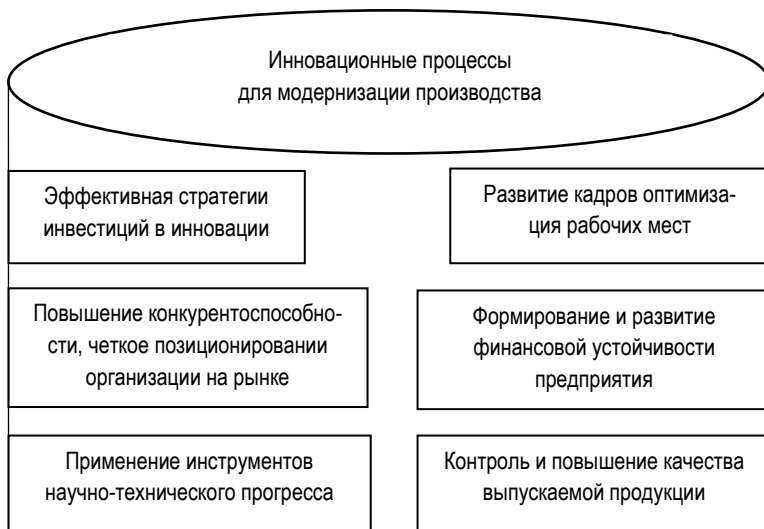 Инновационные процессы
для модернизации производства
Эффективная стратегии
инвестиций в инновации
Развитие кадров оптимиза-
ция рабочих мест
Повышение конкурентоспособно-
сти, четкое позиционировании
организации на рынке
Формирование и развитие
финансовой устойчивости
предприятия
Применение инструментов
научно-технического прогресса
Контроль и повышение качества
выпускаемой продукции